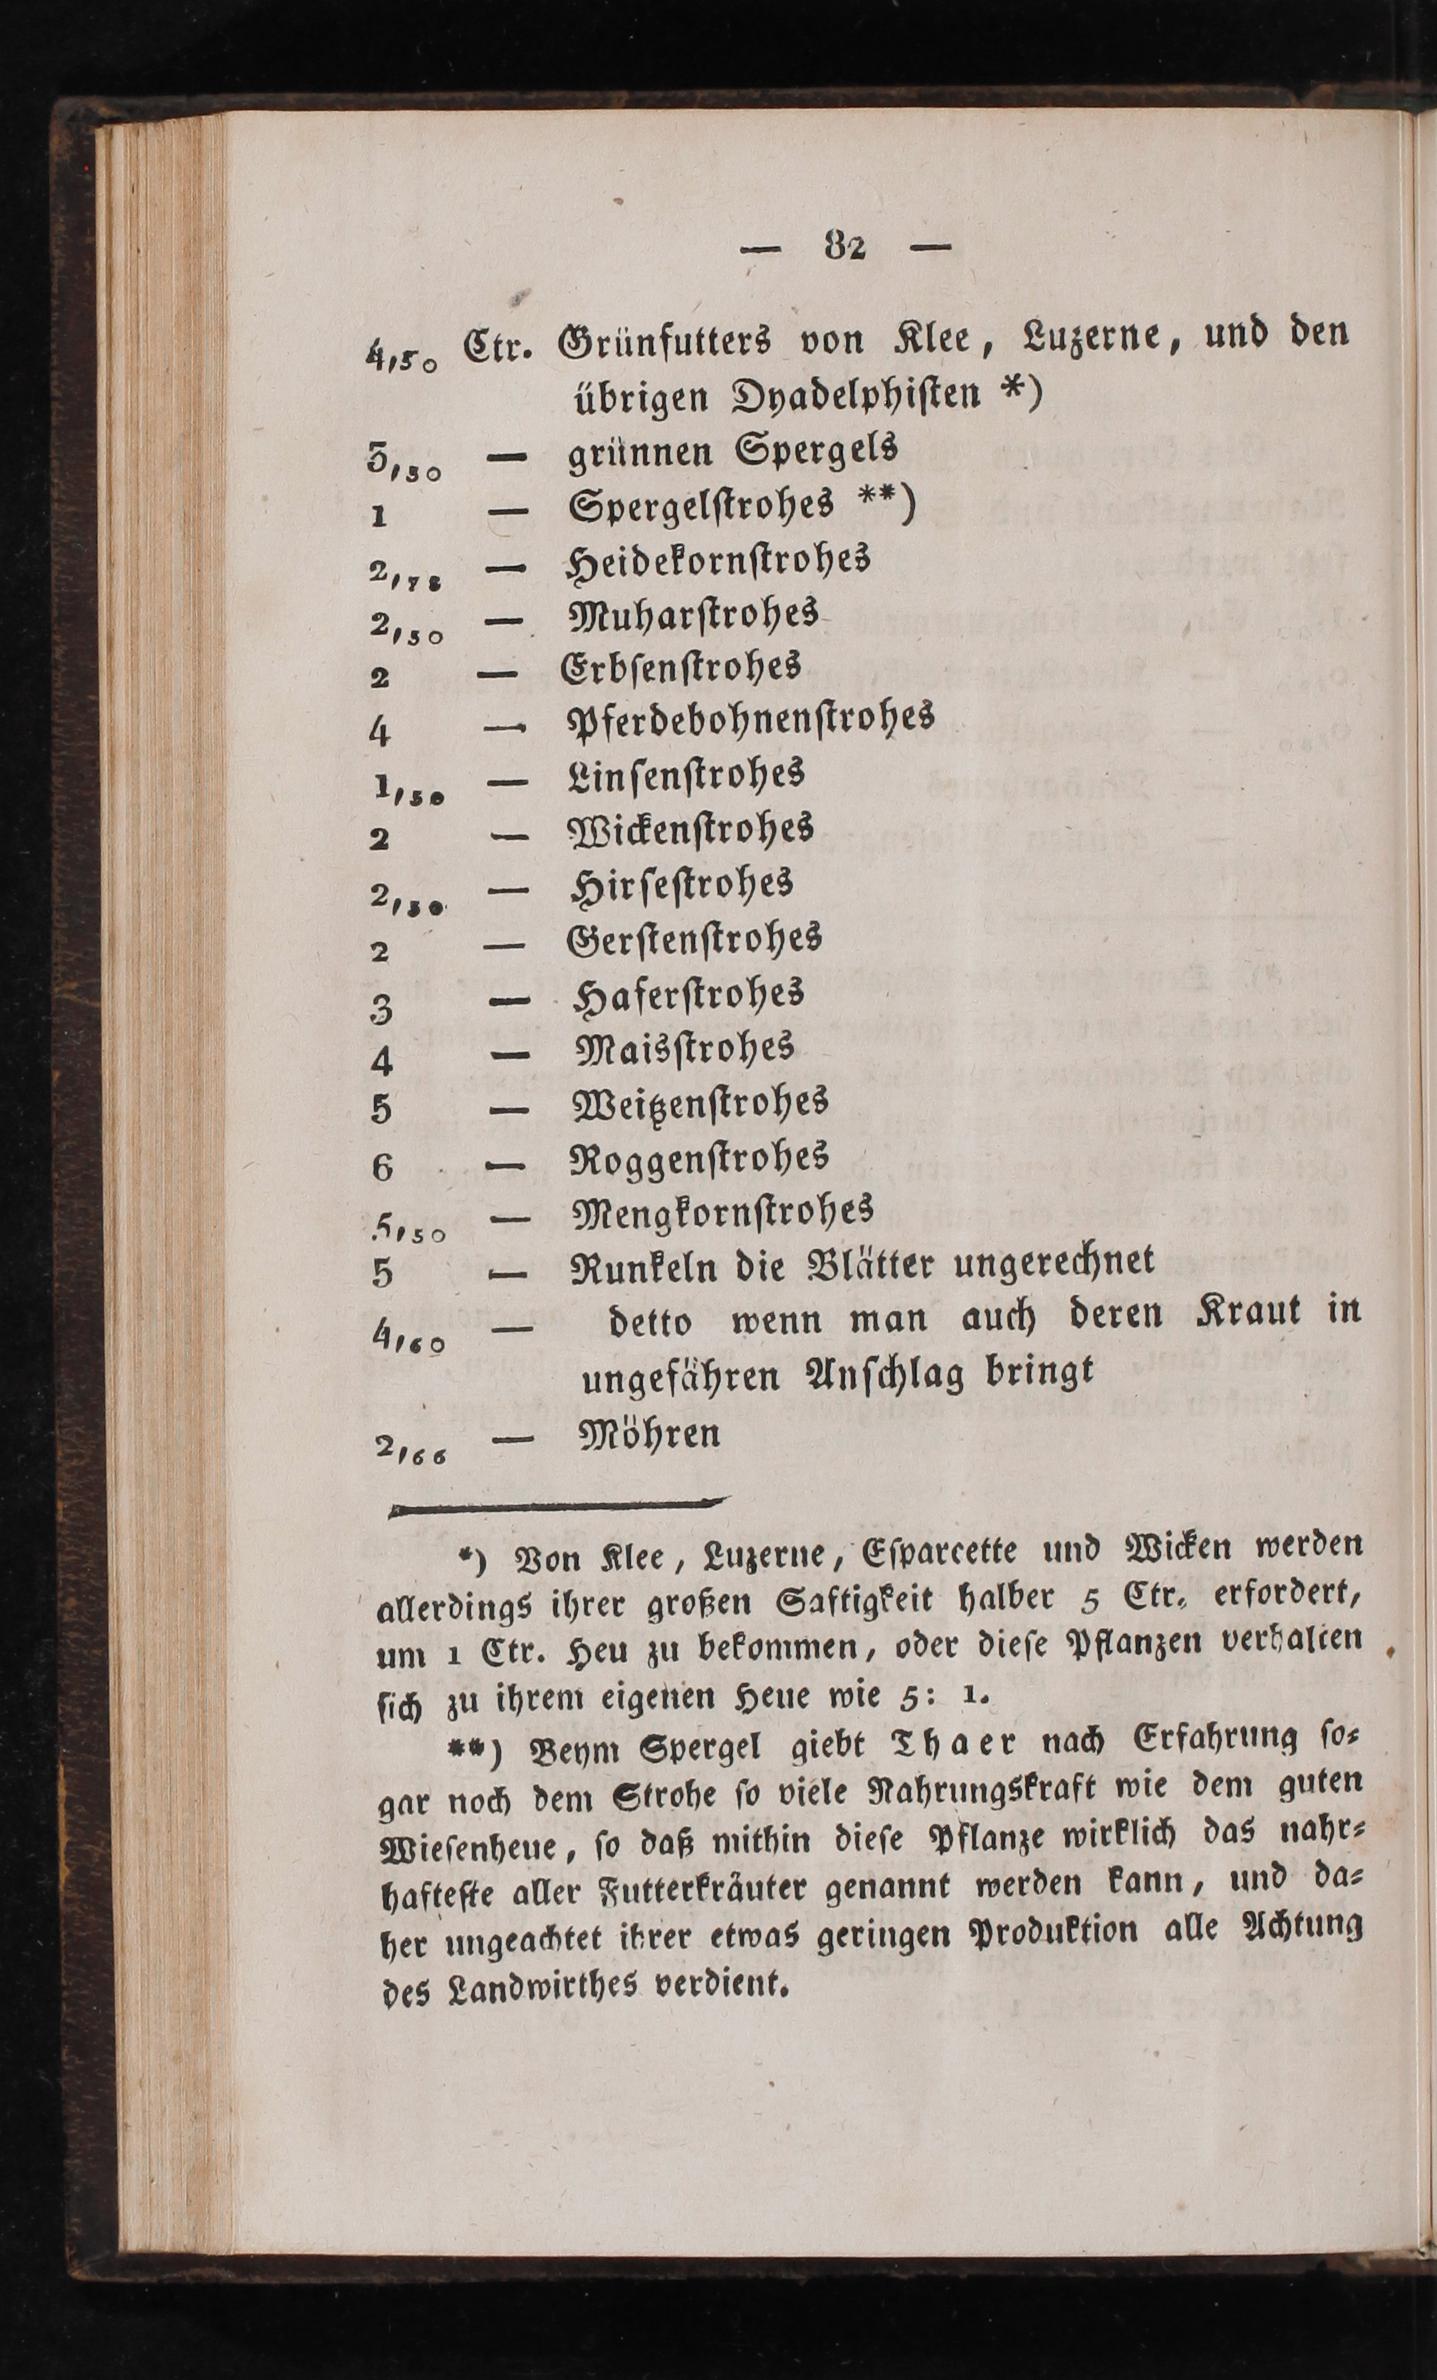 — 82 —
4,50 Ctr. Grünfutters von Klee, Luzerne, und den
übrigen Dyadelphisten *)
3,50 — grünnen Spergels
1 — Spergelstrohes **)
2,78 — Heidekornstrohes
2,50 — Muharstrohes
2 — Erbsenstrohes
4 — Pferdebohnenstrohes
1,50 — Linsenstrohes
2 — Wickenstrohes
2,50 — Hirsestrohes
2 — Gerstenstrohes
3 — Haferstrohes
4 — Maisstrohes
5 — Weitzenstrohes
6 — Roggenstrohes
5,50 — Mengkornstrohes
5 — Runkeln die Blätter ungerechnet
4,60 — detto wenn man auch deren Kraut in
ungefähren Anschlag bringt
2,66 — Möhren
*) Von Klee, Luzerne, Esparcette und Wicken werden
allerdings ihrer großen Saftigkeit halber 5 Ctr. erfordert,
um 1 Ctr. Heu zu bekommen, oder diese Pflanzen verhalten
sich zu ihrem eigenen Heue wie 5: 1.
**) Beym Spergel giebt Thaer nach Erfahrung so-
gar noch dem Strohe so viele Nahrungskraft wie dem guten
Wiesenheue, so daß mithin diese Pflanze wirklich das nahr-
hafteste aller Futterkräuter genannt werden kann, und da-
her ungeachtet ihrer etwas geringen Produktion alle Achtung
des Landwirthes verdient.